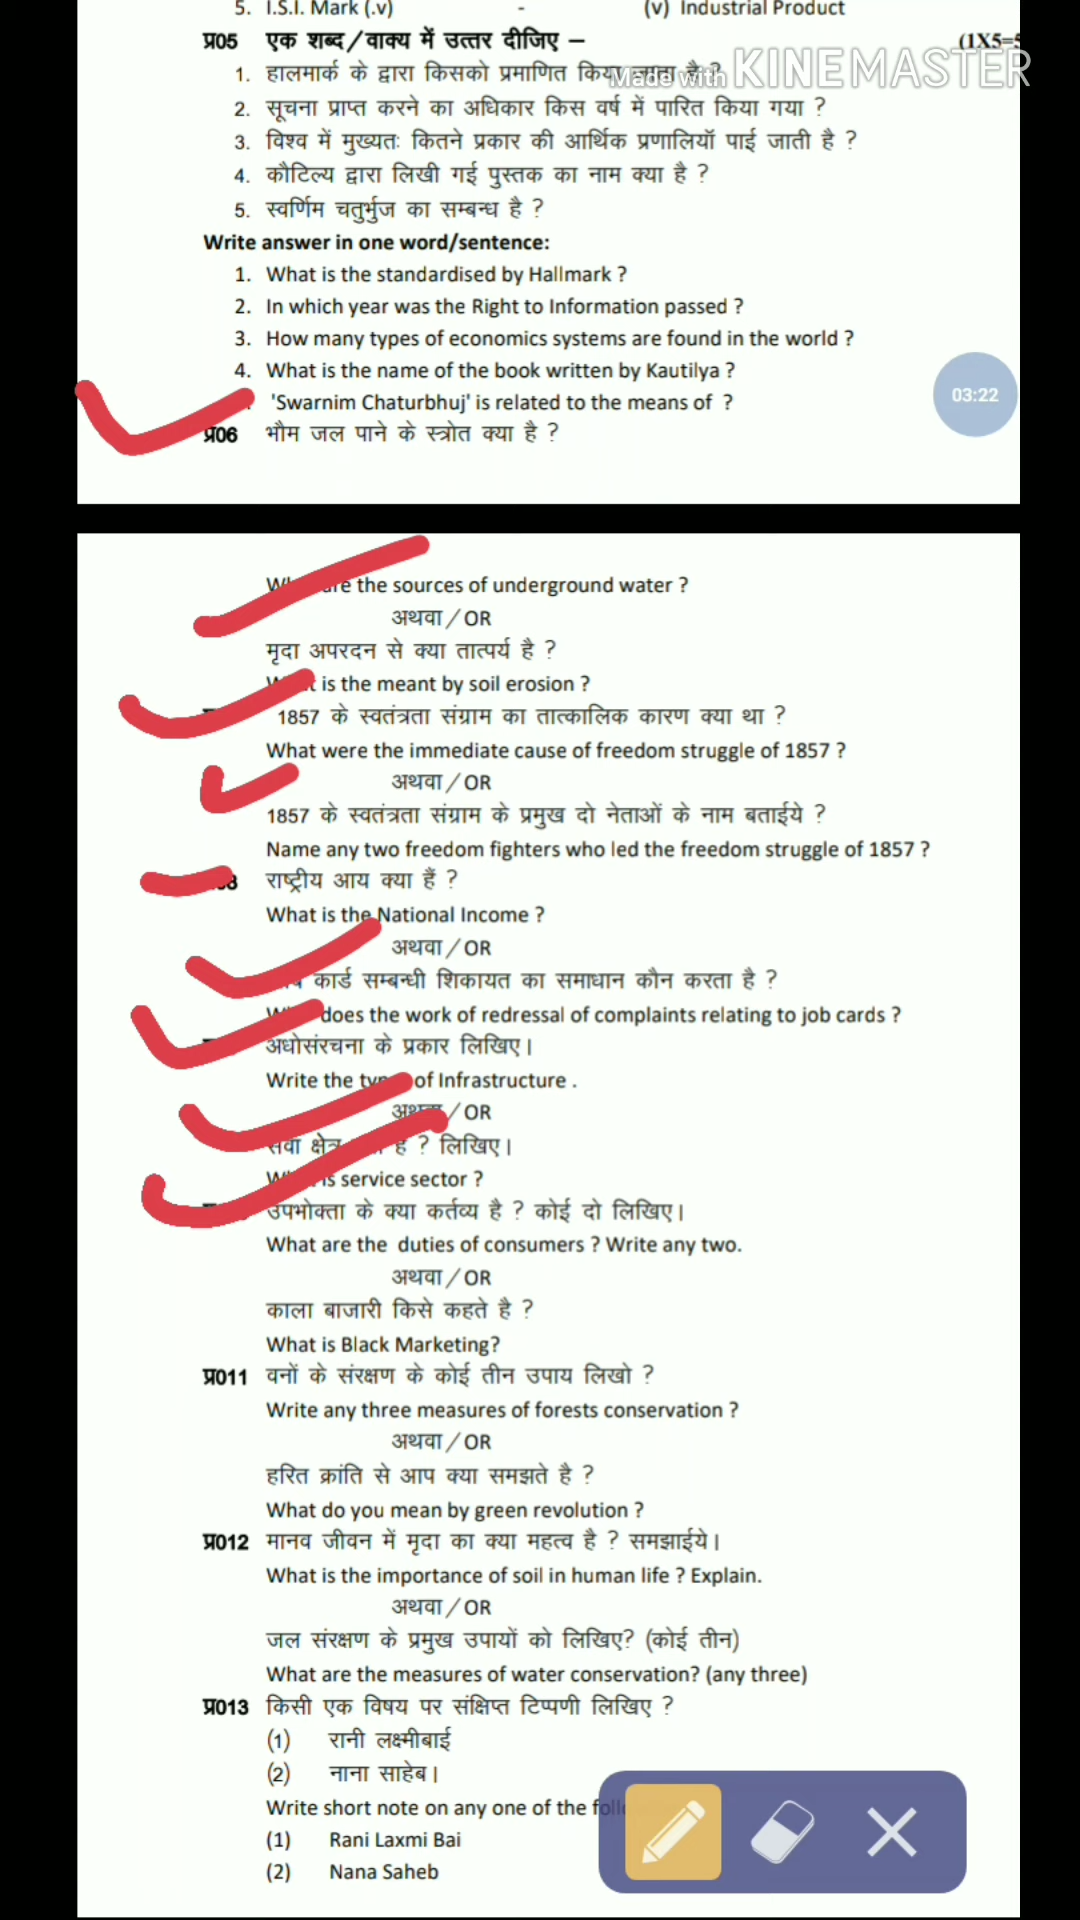 5. I.S.I. Mark (.v) - (v) Industrial Product
प्र05 एक शब्द/वाक्य में उत्तर दीजिए – (1X5=5
1. हालमार्क के द्वारा किसको प्रमाणित किया जाता है ?
Made with KINEMASTER
2. सूचना प्राप्त करने का अधिकार किस वर्ष में पारित किया गया ?
3. विश्व में मुख्यतः कितने प्रकार की आर्थिक प्रणालियॉ पाई जाती है ?
4. कौटिल्य द्वारा लिखी गई पुस्तक का नाम क्या है ?
5. स्वर्णिम चतुर्भुज का सम्बन्ध है ?
Write answer in one word/sentence:
1. What is the standardised by Hallmark ?
2. In which year was the Right to Information passed ?
3. How many types of economics systems are found in the world ?
4. What is the name of the book written by Kautilya ?
'Swarnim Chaturbhuj' is related to the means of ?
03:22
प्र06 भौम जल पाने के स्त्रोत क्या है ?
are the sources of underground water ?
अथवा/OR
मृदा अपरदन से क्या तात्पर्य है ?
is the meant by soil erosion ?
1857 के स्वतंत्रता संग्राम का तात्कालिक कारण क्या था ?
What were the immediate cause of freedom struggle of 1857 ?
अथवा/OR
1857 के स्वतंत्रता संग्राम के प्रमुख दो नेताओं के नाम बताईये ?
Name any two freedom fighters who led the freedom struggle of 1857 ?
राष्ट्रीय आय क्या हैं ?
What is the National Income ?
अथवा/OR
कार्ड सम्बन्धी शिकायत का समाधान कौन करता है ?
does the work of redressal of complaints relating to job cards ?
अधोसंरचना के प्रकार लिखिए।
Write the of Infrastructure .
अथवा/OR
सेवा क्षेत्र है ? लिखिए।
is service sector ?
उपभोक्ता के क्या कर्तव्य है ? कोई दो लिखिए।
What are the duties of consumers ? Write any two.
अथवा/OR
काला बाजारी किसे कहते है ?
What is Black Marketing?
प्र011 वनों के संरक्षण के कोई तीन उपाय लिखो ?
Write any three measures of forests conservation ?
अथवा/OR
हरित क्रांति से आप क्या समझते है ?
What do you mean by green revolution ?
प्र012 मानव जीवन में मृदा का क्या महत्व है ? समझाईये।
What is the importance of soil in human life ? Explain.
अथवा/OR
जल संरक्षण के प्रमुख उपायों को लिखिए? (कोई तीन)
What are the measures of water conservation? (any three)
प्र013 किसी एक विषय पर संक्षिप्त टिप्पणी लिखिए ?
(1) रानी लक्ष्मीबाई
(2) नाना साहेब।
Write short note on any one of the
(1) Rani Laxmi Bai
(2) Nana Saheb